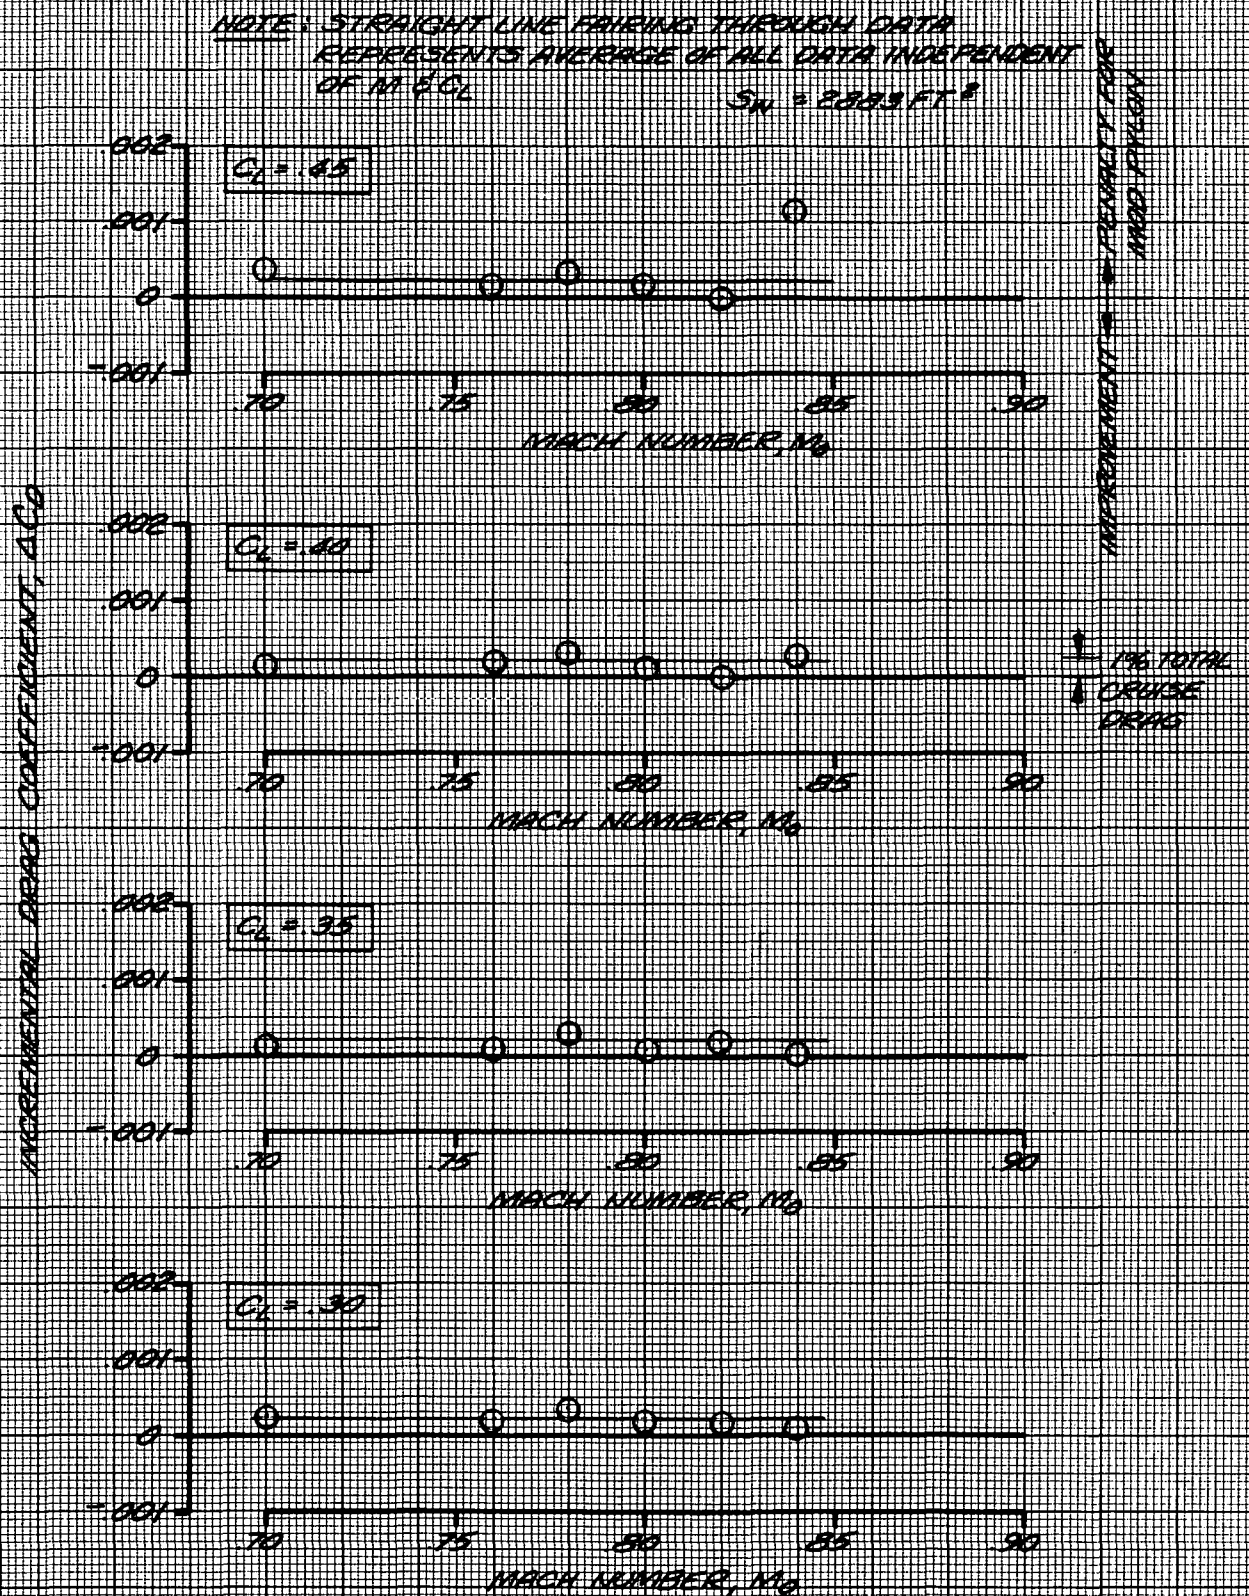 NOTE: STRAIGHT LINE FAIRING THROUGH DATA
REPRESENTS AVERAGE OF ALL DATA INDEPENDENT
OF M & CL
SW = 2883 FT²
IMPROVEMENT ◄—► PENALTY FOR
MOD PYLON
INCREMENTAL DRAG COEFFICIENT, ΔCD
CL = .45
.002
.001
0
-.001
.70 .75 .80 .85 .90
MACH NUMBER, M0
CL = .40
.002
.001
0
-.001
1% TOTAL
CRUISE
DRAG
.70 .75 .80 .85 .90
MACH NUMBER, M0
CL = .35
.002
.001
0
-.001
.70 .75 .80 .85 .90
MACH NUMBER, M0
CL = .30
.002
.001
0
-.001
.70 .75 .80 .85 .90
MACH NUMBER, M0